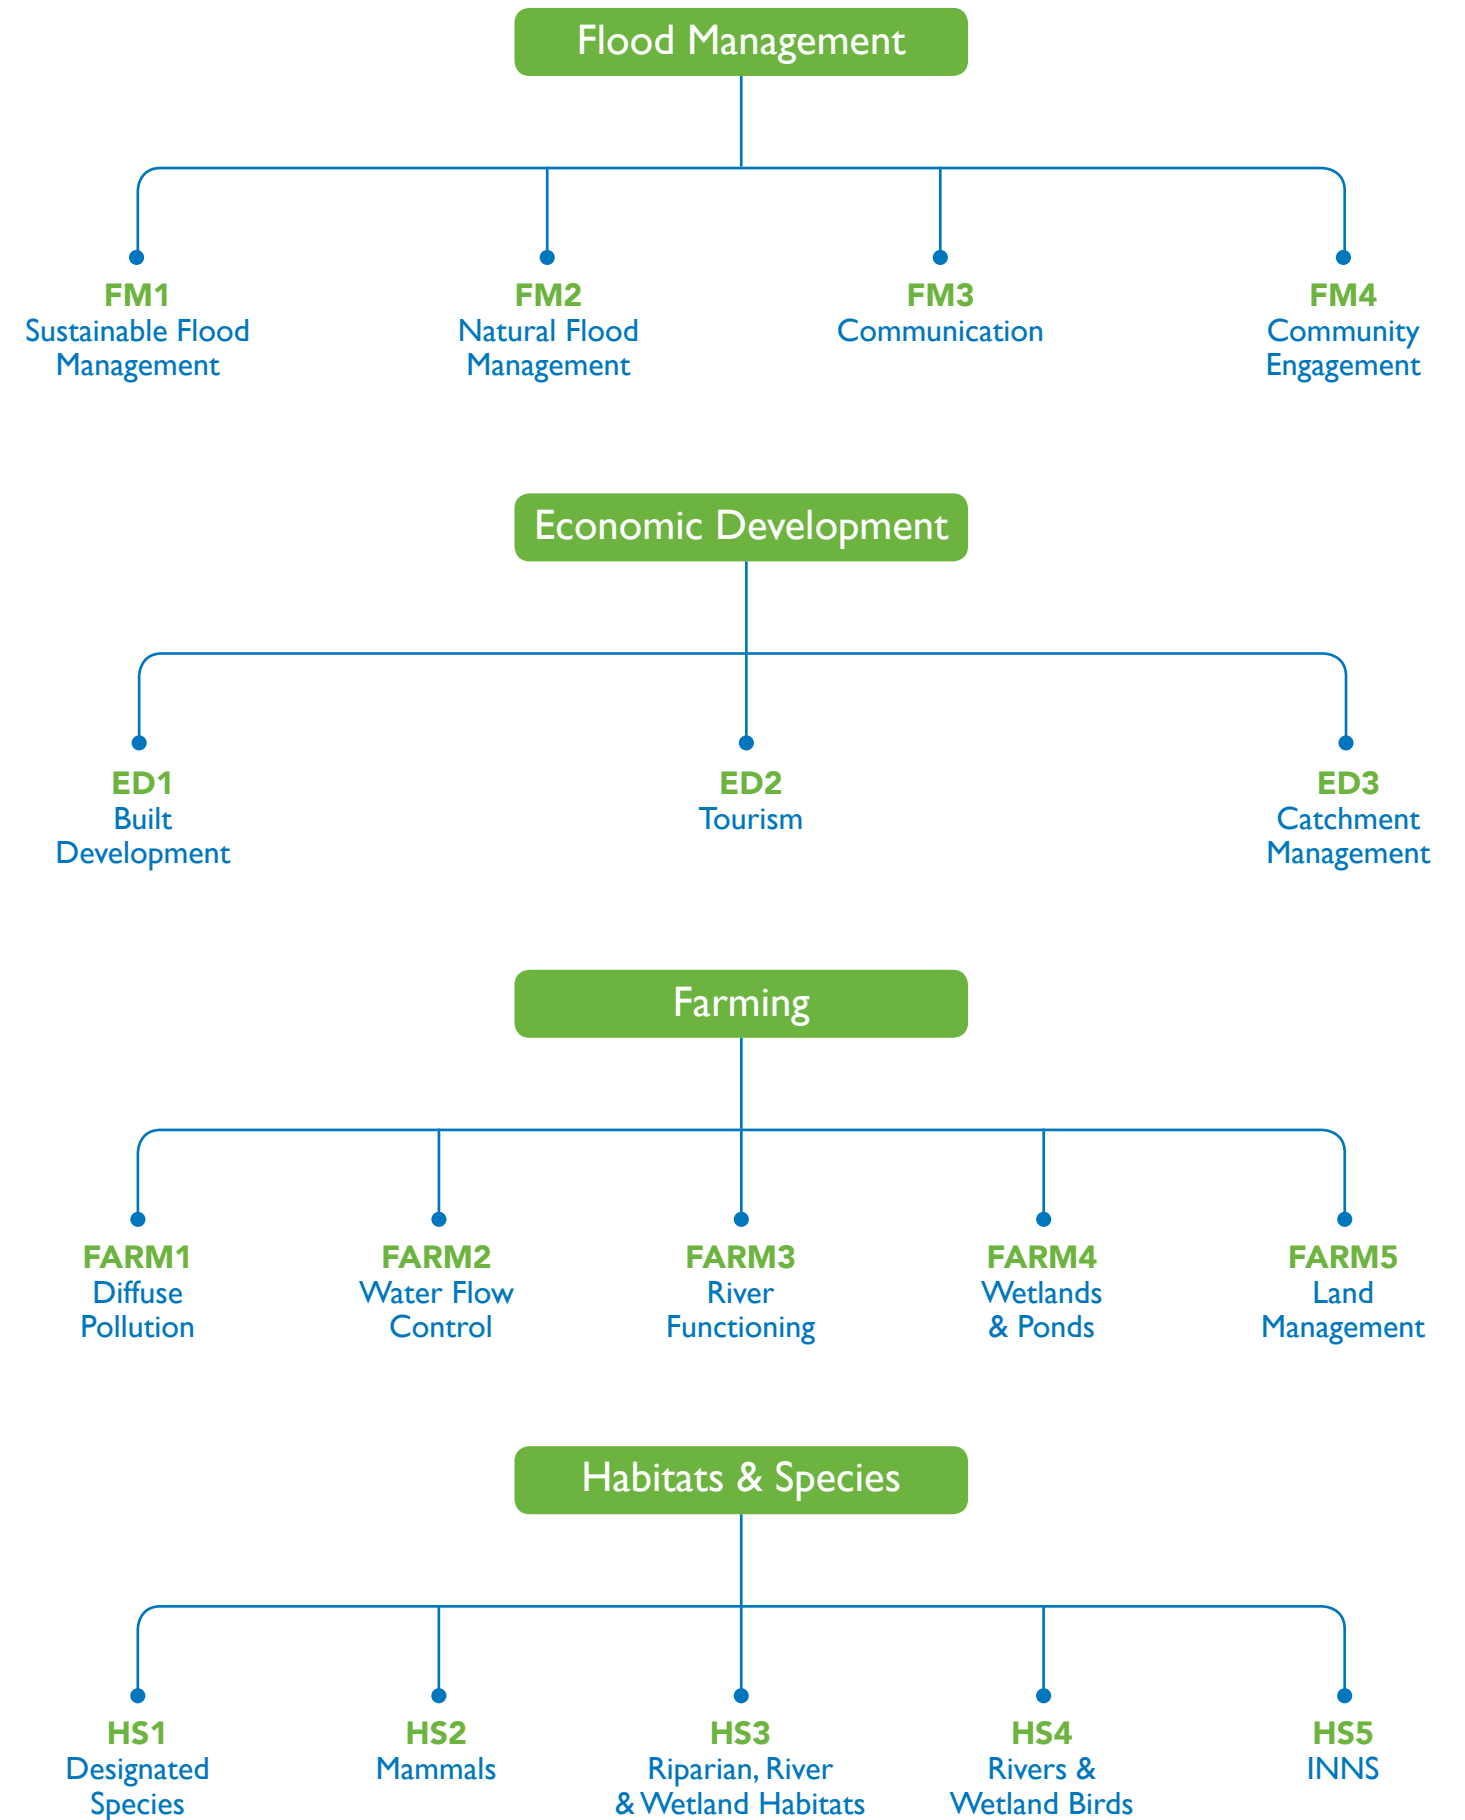 Flood Management
FM1
Sustainable Flood
Management
FM2
Natural Flood
Management
FM3
Communication
FM4
Community
Engagement
Economic Development
ED1
Built
Development
ED2
Tourism
ED3
Catchment
Management
Farming
FARM1
Diffuse
Pollution
FARM2
Water Flow
Control
FARM3
River
Functioning
FARM4
Wetlands
& Ponds
FARM5
Land
Management
Habitats & Species
HS1
Designated
Species
HS2
Mammals
HS3
Riparian, River
& Wetland Habitats
HS4
Rivers &
Wetland Birds
HS5
INNS